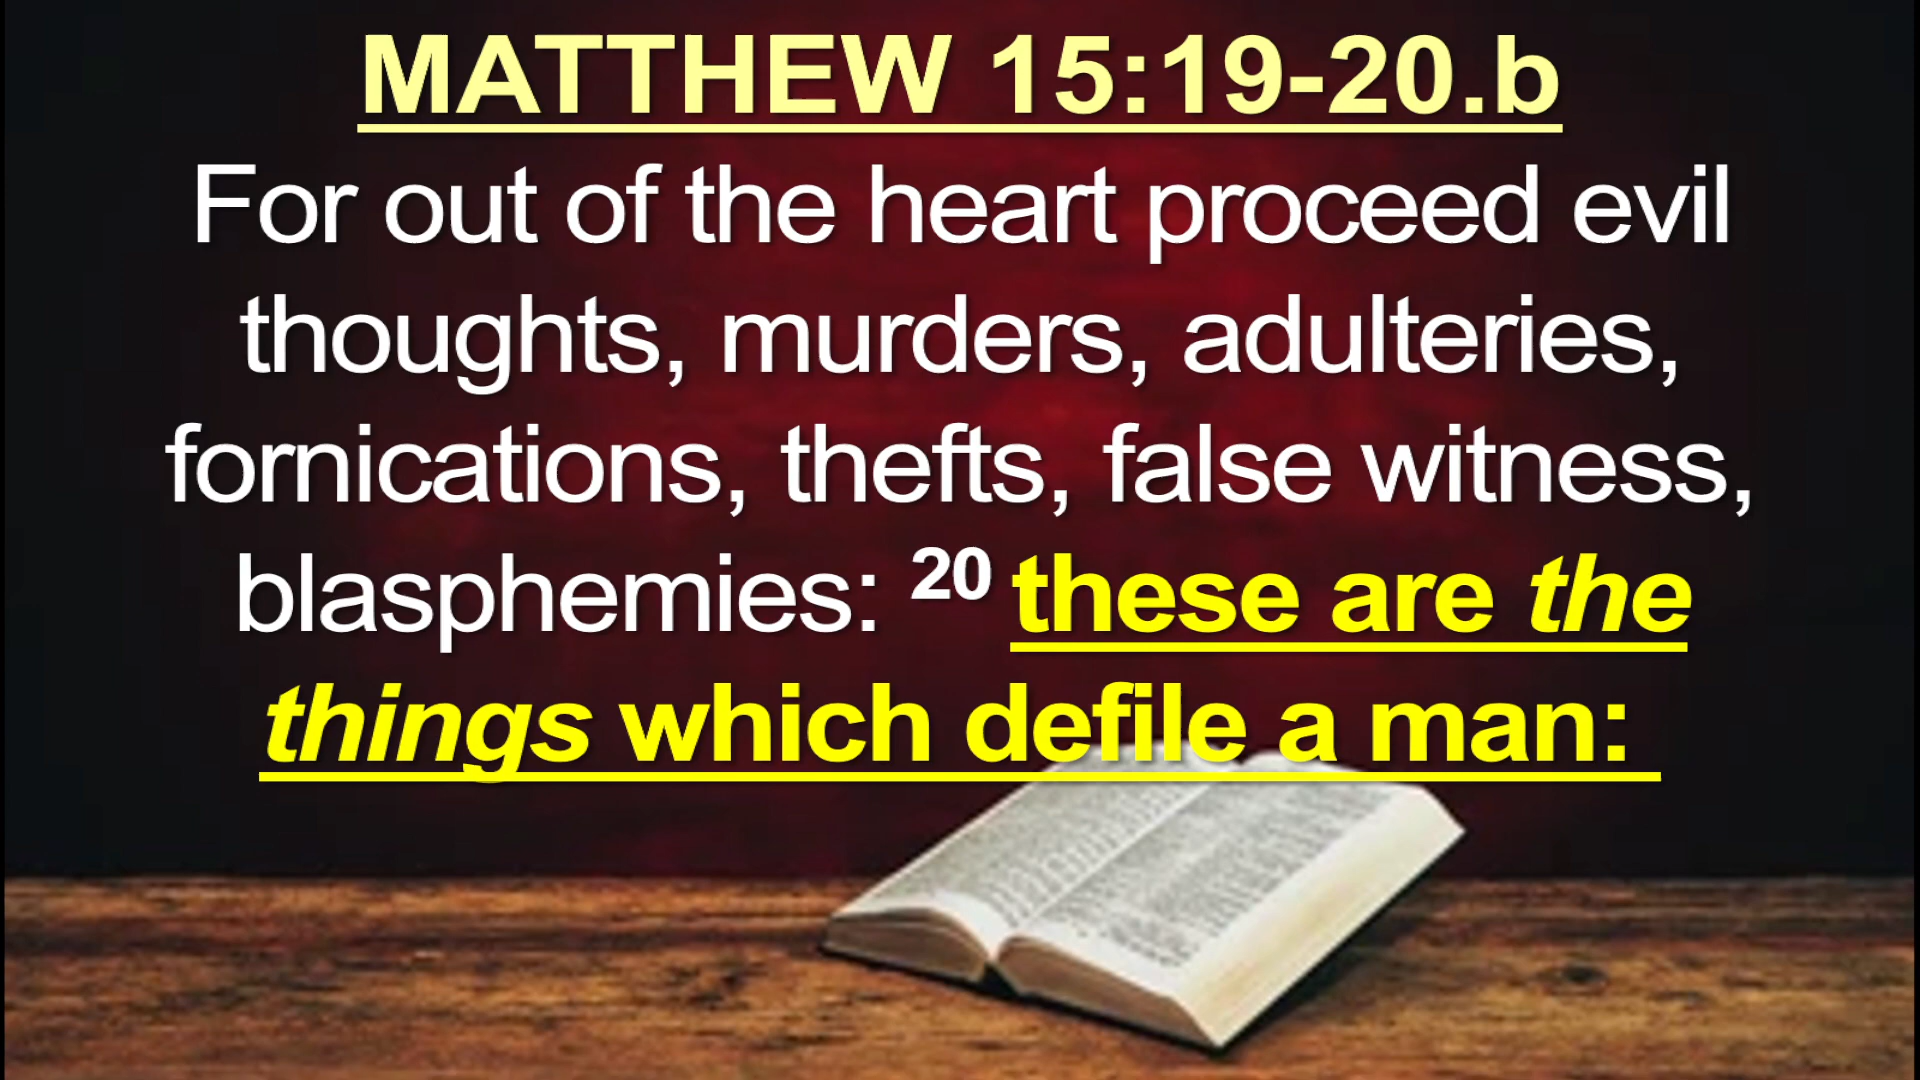 MATTHEW 15:19-20.b
For out of the heart proceed evil
thoughts, murders, adulteries,
fornications, thefts, false witness,
blasphemies: 20 these are the
things which defile a man: